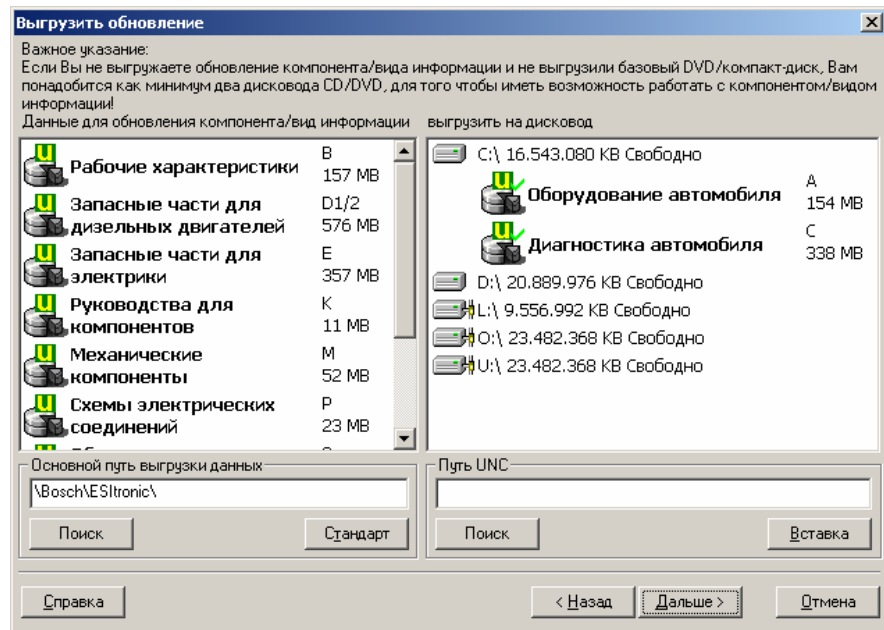 Выгрузить обновление
Важное указание:
Если Вы не выгружаете обновление компонента/вида информации и не выгрузили базовый DVD/компакт-диск, Вам
понадобится как минимум два дисковода CD/DVD, для того чтобы иметь возможность работать с компонентом/видом
информации!
Данные для обновления компонента/вид информации
U Рабочие характеристики B 157 MB
U Запасные части для дизельных двигателей D1/2 576 MB
U Запасные части для электрики E 357 MB
U Руководства для компонентов K 11 MB
U Механические компоненты M 52 MB
U Схемы электрических соединений P 23 MB
выгрузить на дисковод
C:\ 16.543.080 KB Свободно
U Оборудование автомобиля A 154 MB
U Диагностика автомобиля C 338 MB
D:\ 20.889.976 KB Свободно
L:\ 9.556.992 KB Свободно
O:\ 23.482.368 KB Свободно
U:\ 23.482.368 KB Свободно
Основной путь выгрузки данных
\Bosch\ESItronic\
Поиск Стандарт
Путь UNC
Поиск Вставка
Справка < Назад Дальше > Отмена